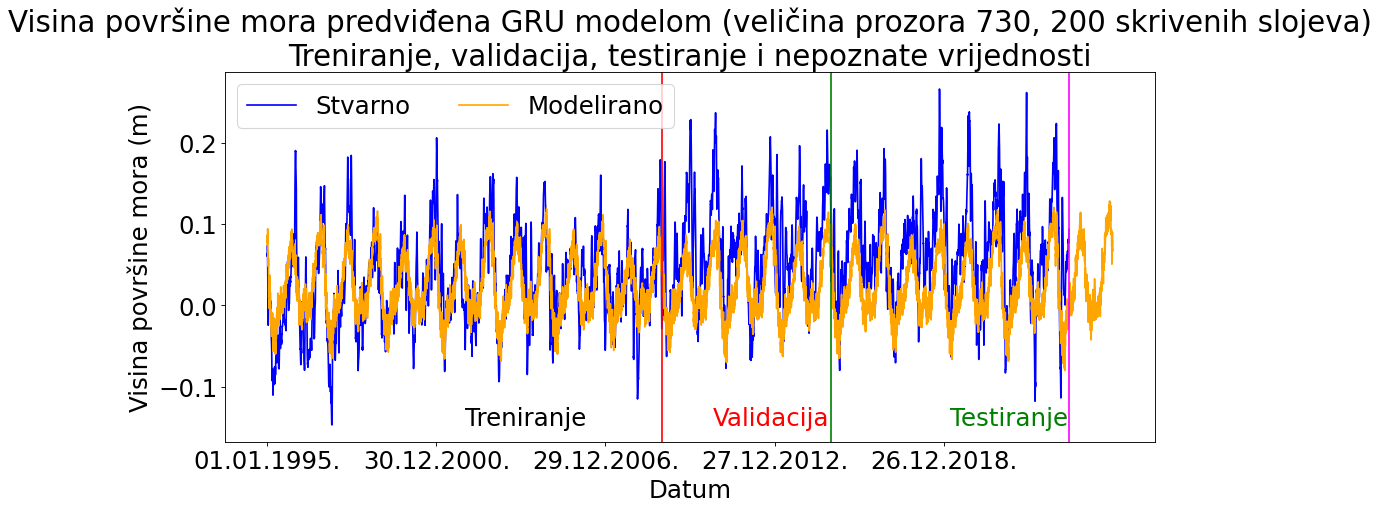 Visina površine mora predviđena GRU modelom (veličina prozora 730, 200 skrivenih slojeva)
Treniranje, validacija, testiranje i nepoznate vrijednosti
Stvarno Modelirano
Visina površine mora (m)
0.2
0.1
0.0
−0.1
Treniranje Validacija Testiranje
01.01.1995. 30.12.2000. 29.12.2006. 27.12.2012. 26.12.2018.
Datum